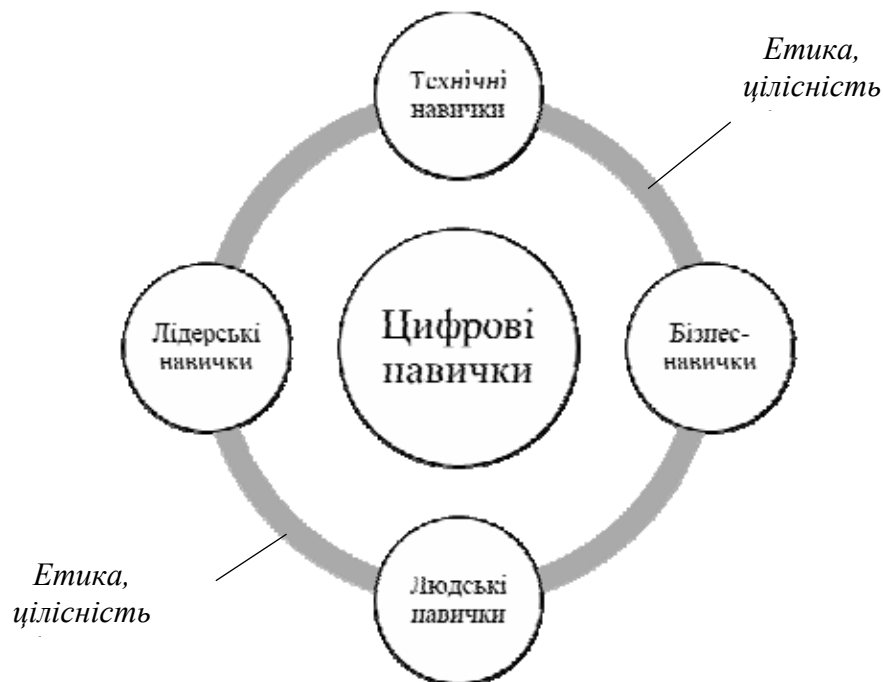 Технічні
навички
Етика,
цілісність
Лідерські
навички
Цифрові
навички
Бізнес-
навички
Етика,
цілісність
Людські
навички